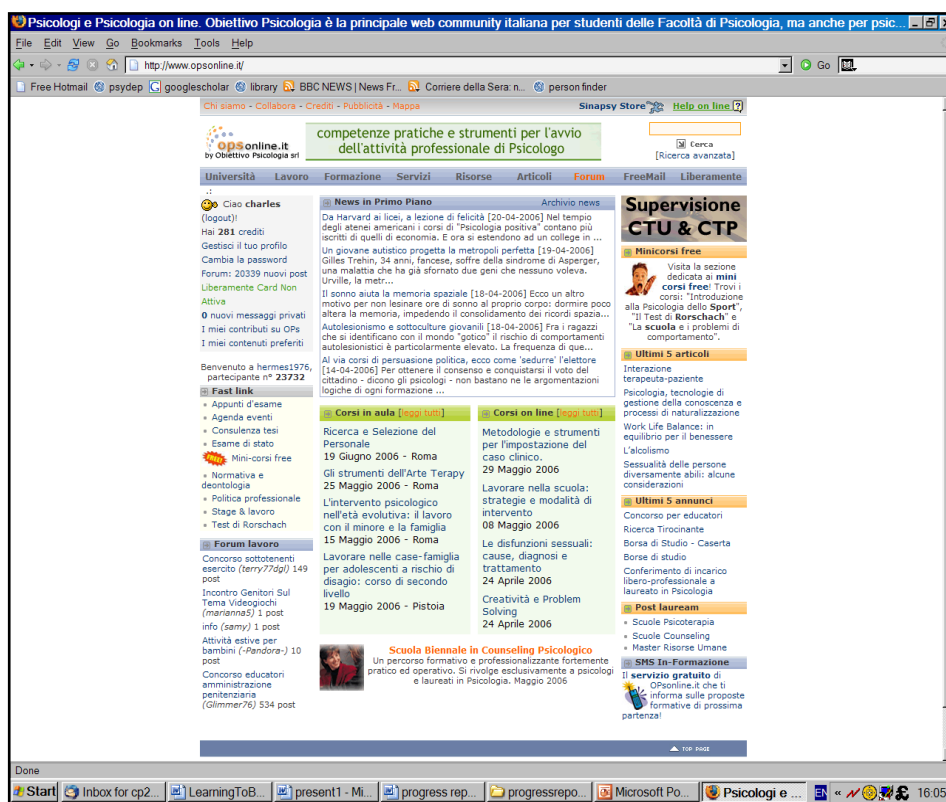 Psicologi e Psicologia on line. Obiettivo Psicologia è la principale web community italiana per studenti delle Facoltà di Psicologia, ma anche per psic...
File Edit View Go Bookmarks Tools Help
http://www.opsonline.it/
Go
Free Hotmail psydep googlescholar library BBC NEWS | News Fr... Corriere della Sera: n... person finder
Chi siamo - Collabora - Crediti - Pubblicità - Mappa
Sinapsy Store Help on line
opsonline.it
by Obiettivo Psicologia srl
competenze pratiche e strumenti per l'avvio
dell'attività professionale di Psicologo
Cerca
[Ricerca avanzata]
Università Lavoro Formazione Servizi Risorse Articoli Forum FreeMail Liberamente
.:
Ciao charles
(logout)!
Hai 281 crediti
Gestisci il tuo profilo
Cambia la password
Forum: 20339 nuovi post
Liberamente Card Non
Attiva
0 nuovi messaggi privati
I miei contributi su OPs
I miei contenuti preferiti
Benvenuto a hermes1976,
partecipante n° 23732
Fast link
Appunti d'esame
Agenda eventi
Consulenza tesi
Esame di stato
FREE Mini-corsi free
Normativa e
deontologia
Politica professionale
Stage & lavoro
Test di Rorschach
Forum lavoro
Concorso sottotenenti
esercito (terry77dgl) 149
post
Incontro Genitori Sul
Tema Videogiochi
(marianna5) 1 post
info (samy) 1 post
Attività estive per
bambini (-Pandora-) 10
post
Concorso educatori
amministrazione
penitenziaria
(Glimmer76) 534 post
News in Primo Piano Archivio news
Da Harvard ai licei, a lezione di felicità [20-04-2006] Nel tempio
degli atenei americani i corsi di "Psicologia positiva" contano più
iscritti di quelli di economia. E ora si estendono ad un college in ...
Un giovane autistico progetta la metropoli perfetta [19-04-2006]
Gilles Trehin, 34 anni, francese, soffre della sindrome di Asperger,
una malattia che ha già sfornato due geni che nessuno voleva.
Urville, la metr...
Il sonno aiuta la memoria spaziale [18-04-2006] Ecco un altro
motivo per non lesinare ore di sonno al proprio corpo: dormire poco
altera la memoria, impedendo il consolidamento dei ricordi spazia...
Autolesionismo e sottoculture giovanili [18-04-2006] Fra i ragazzi
che si identificano con il mondo "gotico" il rischio di comportamenti
autolesionistici è particolarmente elevato. La frequenza di que...
Al via corsi di persuasione politica, ecco come 'sedurre' l'elettore
[14-04-2006] Per ottenere il consenso e conquistarsi il voto del
cittadino - dicono gli psicologi - non bastano ne le argomentazioni
logiche di ogni formazione ...
Corsi in aula [leggi tutti]
Ricerca e Selezione del
Personale
19 Giugno 2006 - Roma
Gli strumenti dell'Arte Terapy
25 Maggio 2006 - Roma
L'intervento psicologico
nell'età evolutiva: il lavoro
con il minore e la famiglia
15 Maggio 2006 - Roma
Lavorare nelle case-famiglia
per adolescenti a rischio di
disagio: corso di secondo
livello
19 Maggio 2006 - Pistoia
Corsi on line [leggi tutti]
Metodologie e strumenti
per l'impostazione del
caso clinico.
29 Maggio 2006
Lavorare nella scuola:
strategie e modalità di
intervento
08 Maggio 2006
Le disfunzioni sessuali:
cause, diagnosi e
trattamento
24 Aprile 2006
Creatività e Problem
Solving
24 Aprile 2006
Scuola Biennale in Counseling Psicologico
Un percorso formativo e professionalizzante fortemente
pratico ed operativo. Si rivolge esclusivamente a psicologi
e laureati in Psicologia. Maggio 2006
Supervisione
CTU & CTP
Minicorsi free
Visita la sezione
dedicata ai mini
corsi free! Trovi i
corsi: "Introduzione
alla Psicologia dello Sport",
"Il Test di Rorschach" e
"La scuola e i problemi di
comportamento".
Ultimi 5 articoli
Interazione
terapeuta-paziente
Psicologia, tecnologie di
gestione della conoscenza e
processi di naturalizzazione
Work Life Balance: in
equilibrio per il benessere
L'alcolismo
Sessualità delle persone
diversamente abili: alcune
considerazioni
Ultimi 5 annunci
Concorso per educatori
Ricerca Tirocinante
Borsa di Studio - Caserta
Borse di studio
Conferimento di incarico
libero-professionale a
laureato in Psicologia
Post lauream
Scuole Psicoterapia
Scuole Counseling
Master Risorse Umane
SMS In-Formazione
Il servizio gratuito di
OPsonline.it che ti
informa sulle proposte
formative di prossima
partenza!
TOP PAGE
Done
Start Inbox for cp2... LearningToB... present1 - Mi... progress rep... progressrepo... Microsoft Po... Psicologi e ... EN « 16:05